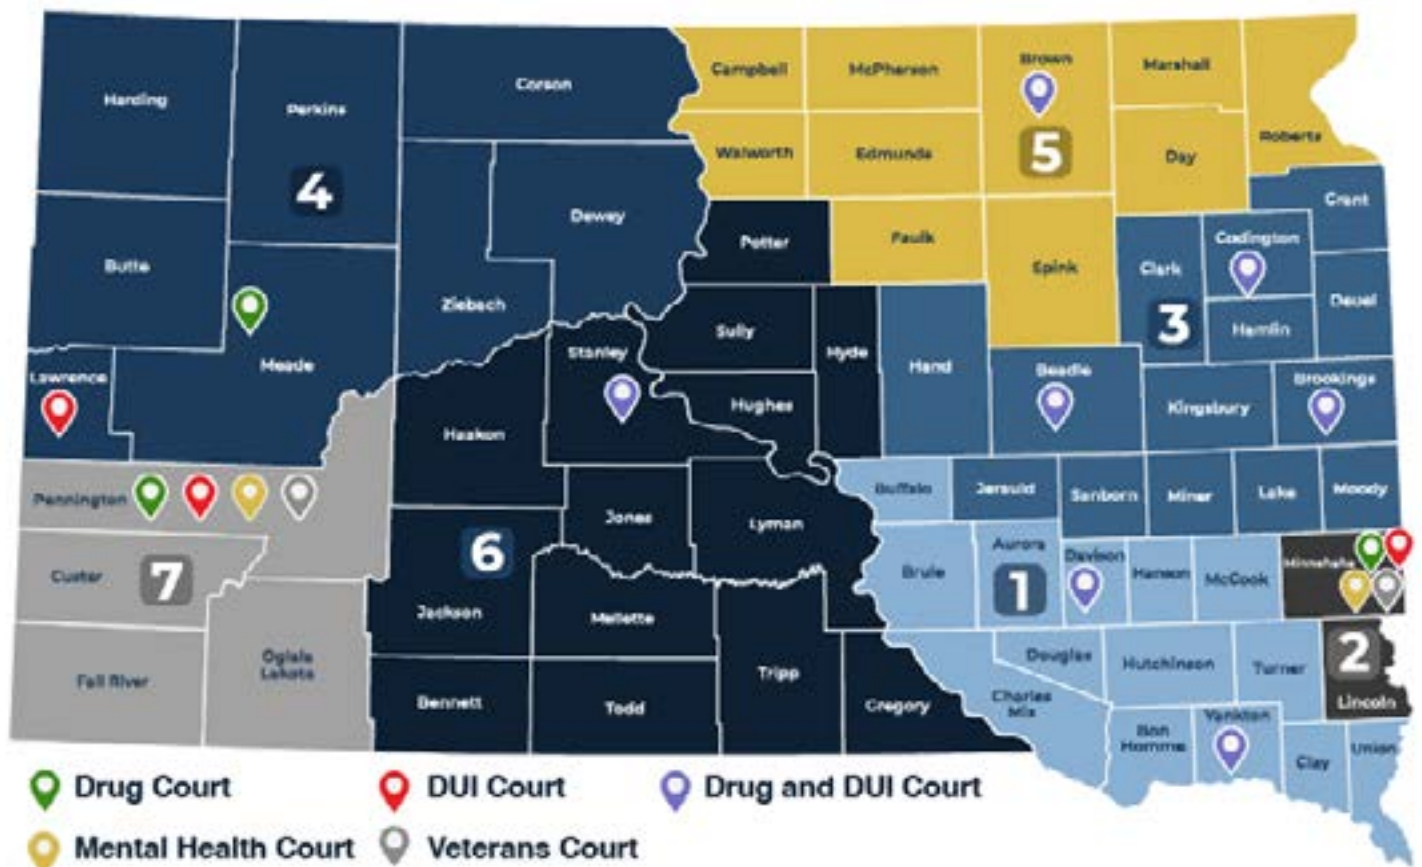 Harding
Perkins
Corson
Campbell
McPherson
Brown
Marshall
Roberts
Walworth
Edmunds
5
Day
4
Dewey
Potter
Faulk
Spink
Clark
Codington
Grant
Butte
Ziebach
Sully
Hyde
Hand
3
Hamlin
Deuel
Meade
Stanley
Hughes
Beadle
Kingsbury
Brookings
Lawrence
Haakon
Pennington
Jones
Lyman
Buffalo
Jerauld
Sanborn
Miner
Lake
Moody
Custer
7
6
Jackson
Mellette
Brule
Aurora
1
Davison
Hanson
McCook
Minnehaha
Fall River
Oglala
Lakota
Bennett
Todd
Tripp
Gregory
Charles
Mix
Douglas
Hutchinson
Turner
2
Lincoln
Bon
Homme
Yankton
Clay
Union
Drug Court
DUI Court
Drug and DUI Court
Mental Health Court
Veterans Court